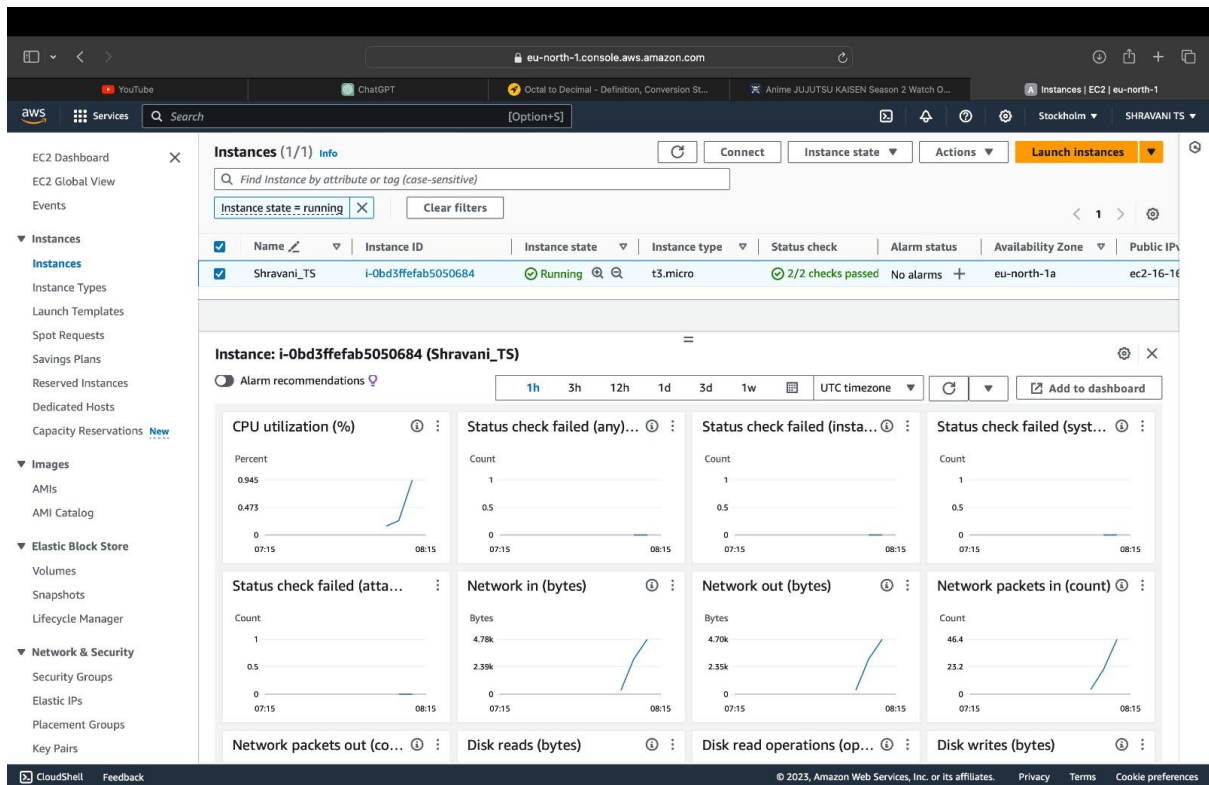 eu-north-1.console.aws.amazon.com
YouTube
ChatGPT
Octal to Decimal - Definition, Conversion St...
Anime JUJUTSU KAISEN Season 2 Watch O...
Instances | EC2 | eu-north-1
aws Services Search [Option+S] Stockholm SHRAVANI TS
EC2 Dashboard
EC2 Global View
Events
Instances
Instances
Instance Types
Launch Templates
Spot Requests
Savings Plans
Reserved Instances
Dedicated Hosts
Capacity Reservations New
Images
AMIs
AMI Catalog
Elastic Block Store
Volumes
Snapshots
Lifecycle Manager
Network & Security
Security Groups
Elastic IPs
Placement Groups
Key Pairs
Instances (1/1) Info Connect Instance state Actions Launch instances
Find Instance by attribute or tag (case-sensitive)
Instance state = running Clear filters
1
Name Instance ID Instance state Instance type Status check Alarm status Availability Zone Public IPv
Shravani_TS i-0bd3ffefab5050684 Running t3.micro 2/2 checks passed No alarms eu-north-1a ec2-16-16
Instance: i-0bd3ffefab5050684 (Shravani_TS)
Alarm recommendations 1h 3h 12h 1d 3d 1w UTC timezone Add to dashboard
CPU utilization (%)
Percent
0.945
0.473
0
07:15 08:15
Status check failed (any)...
Count
1
0.5
0
07:15 08:15
Status check failed (insta...
Count
1
0.5
0
07:15 08:15
Status check failed (syst...
Count
1
0.5
0
07:15 08:15
Status check failed (atta...
Count
1
0.5
0
07:15 08:15
Network in (bytes)
Bytes
4.78k
2.39k
0
07:15 08:15
Network out (bytes)
Bytes
4.70k
2.35k
0
07:15 08:15
Network packets in (count)
Count
46.4
23.2
0
07:15 08:15
Network packets out (co...
Disk reads (bytes)
Disk read operations (op...
Disk writes (bytes)
CloudShell Feedback © 2023, Amazon Web Services, Inc. or its affiliates. Privacy Terms Cookie preferences